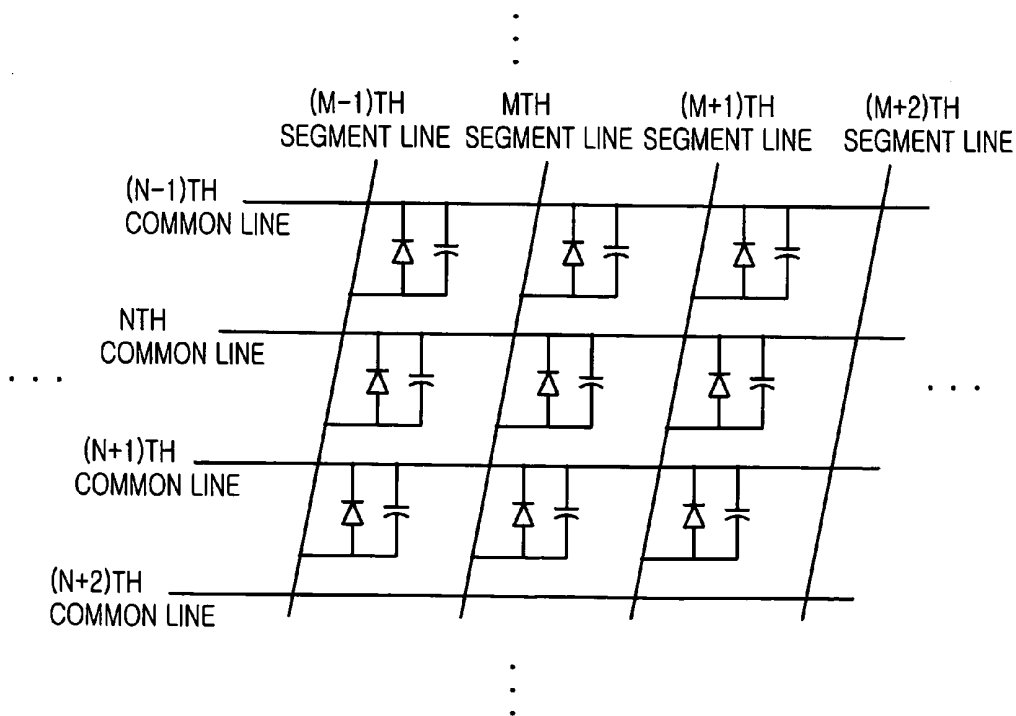 (M-1)TH
SEGMENT LINE
MTH
SEGMENT LINE
(M+1)TH
SEGMENT LINE
(M+2)TH
SEGMENT LINE
(N-1)TH
COMMON LINE
NTH
COMMON LINE
(N+1)TH
COMMON LINE
(N+2)TH
COMMON LINE